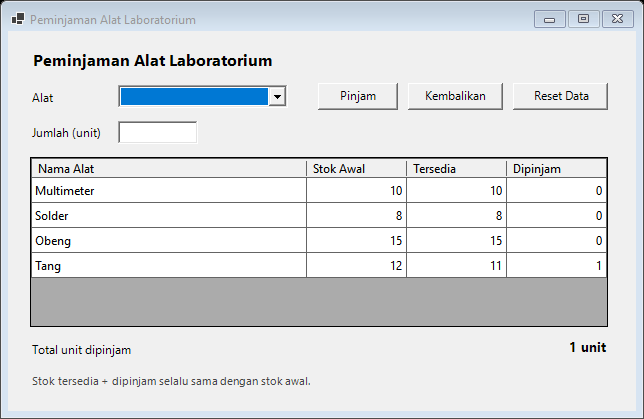 Peminjaman Alat Laboratorium
Peminjaman Alat Laboratorium
Alat Pinjam Kembalikan Reset Data
Jumlah (unit)
Nama Alat Stok Awal Tersedia Dipinjam
Multimeter 10 10 0
Solder 8 8 0
Obeng 15 15 0
Tang 12 11 1
Total unit dipinjam 1 unit
Stok tersedia + dipinjam selalu sama dengan stok awal.